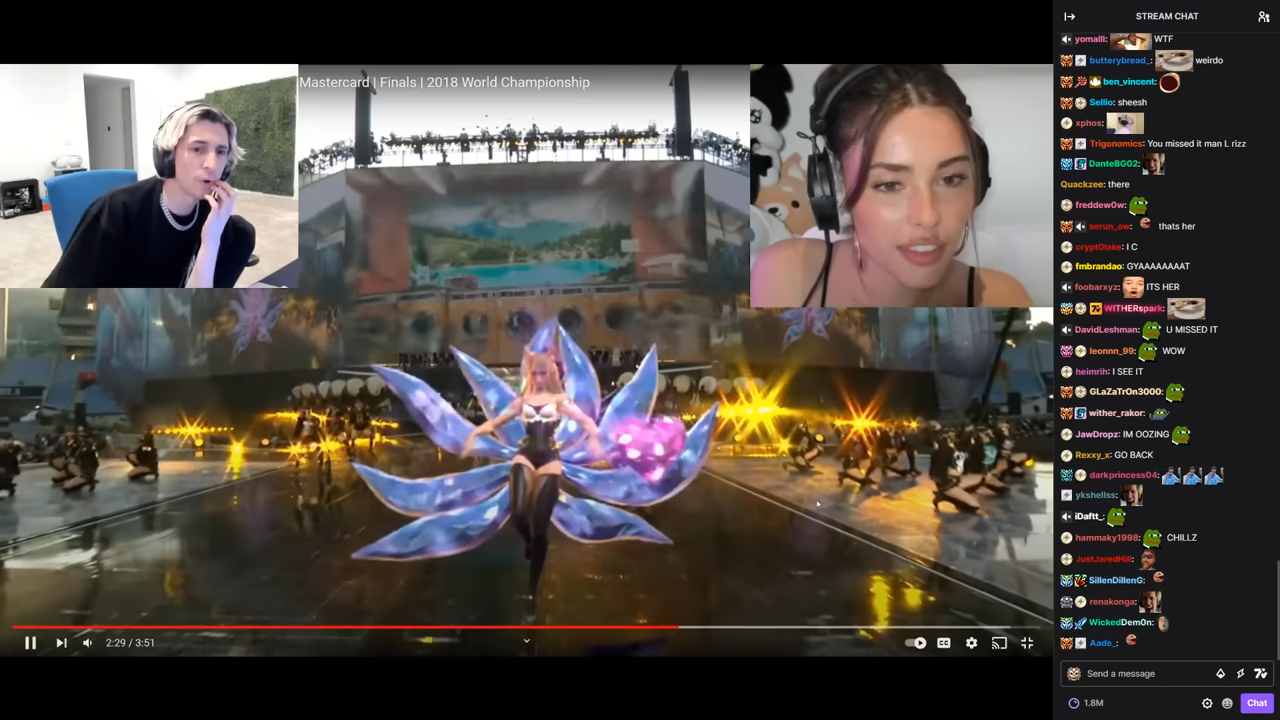 Mastercard | Finals | 2018 World Championship
2:29 / 3:51
CC
STREAM CHAT
yomalll: WTF
butterybread_: weirdo
ben_vincent:
Sellio: sheesh
xphos:
Trigonomics: You missed it man L rizz
DanteBG02:
Quackzee: there
freddew0w:
serun_ow: thats her
crypt0lake: I C
fmbrandao: GYAAAAAAAAT
foobarxyz: ITS HER
WITHERspark:
DavidLeshman: U MISSED IT
leonnn_99: WOW
heimrih: I SEE IT
GLaZaTrOn3000:
wither_rakor:
JawDropz: IM OOZING
Rexxy_x: GO BACK
darkprincess04:
ykshellss:
iDaftt_:
hammaky1998: CHILLZ
JustJaredHill:
SillenDillenG:
renakonga:
WickedDem0n:
Aade_:
Send a message
1.8M
Chat